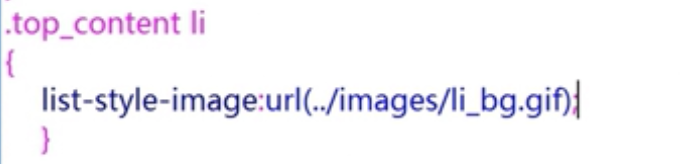 .top_content li
{
list-style-image:url(../images/li_bg.gif);
}